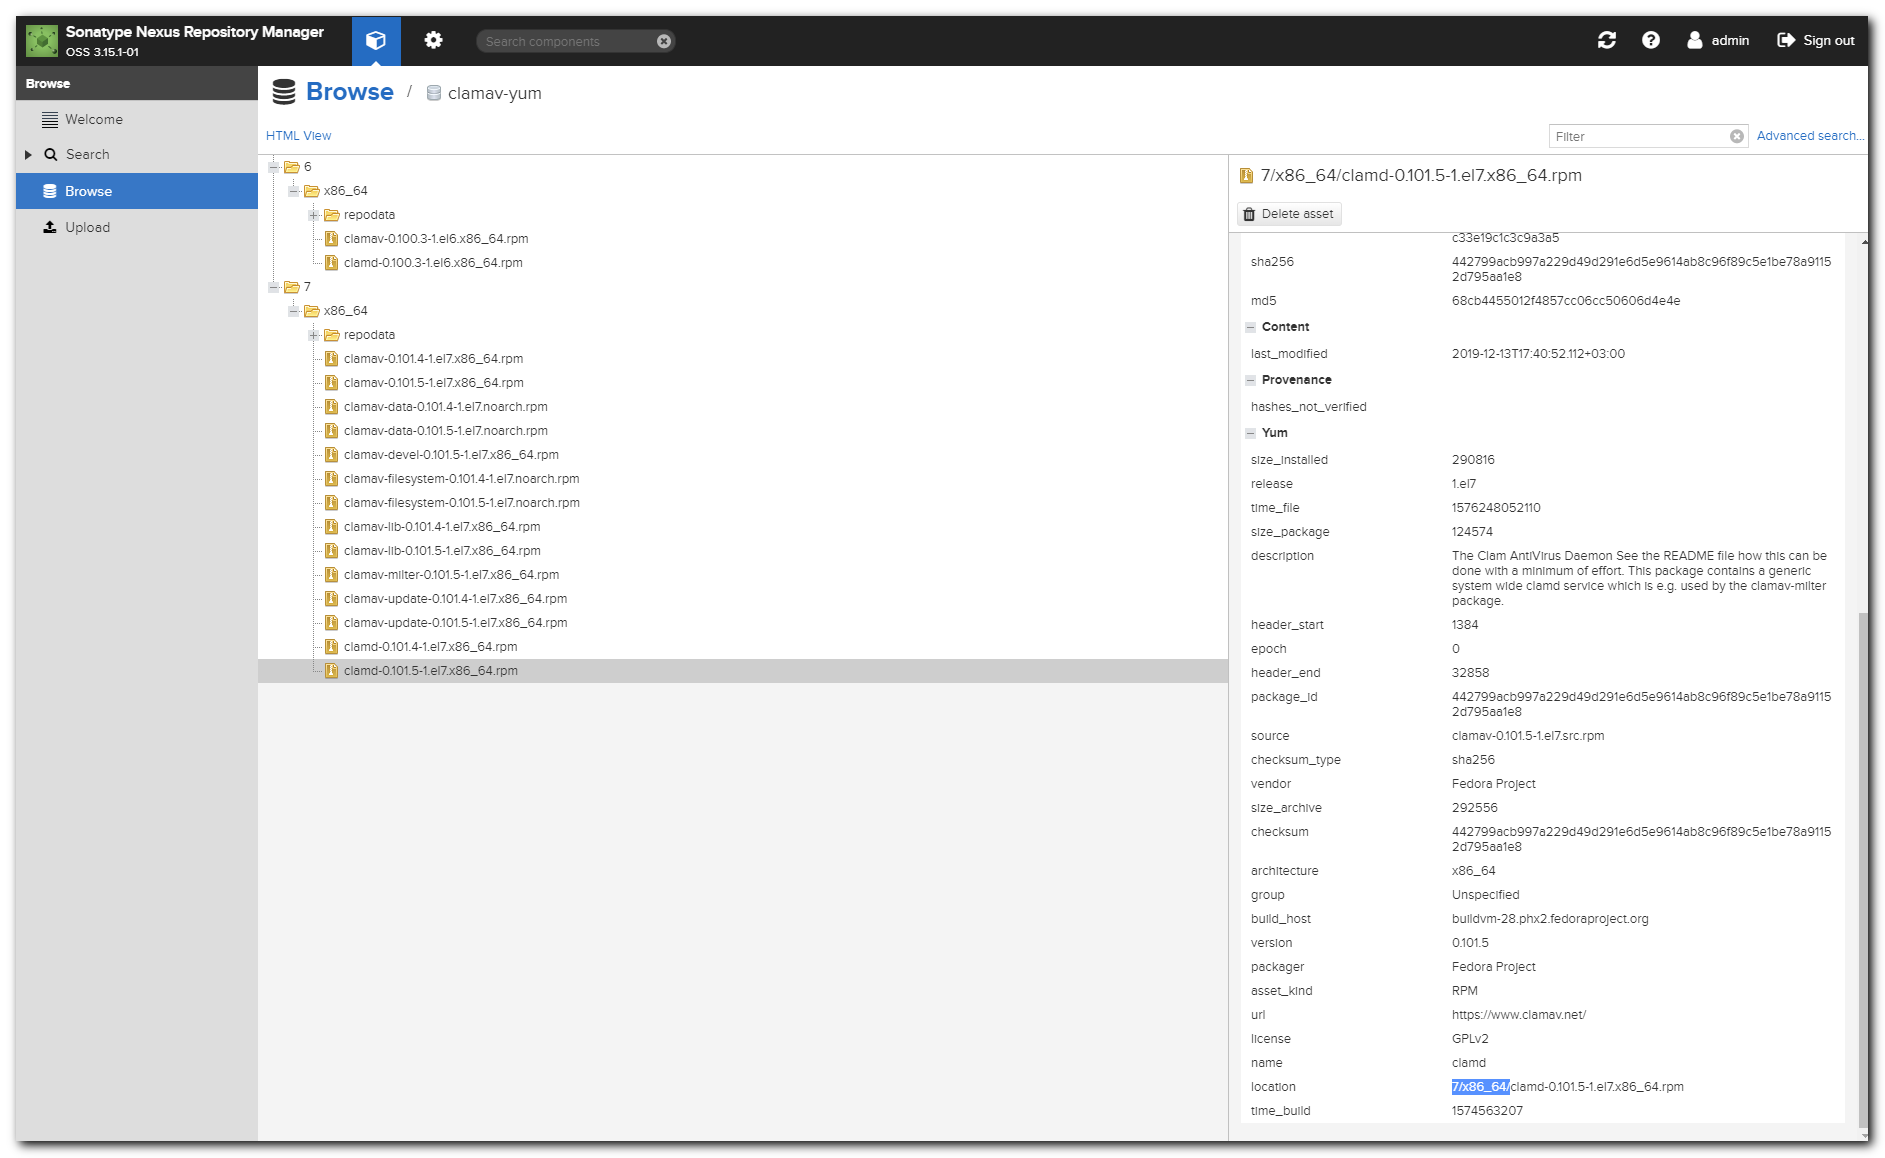 Sonatype Nexus Repository Manager
OSS 3.15.1-01
Search components
admin
Sign out
Browse
Welcome
Search
Browse
Upload
Browse / clamav-yum
HTML View
Filter
Advanced search...
6
x86_64
repodata
clamav-0.100.3-1.el6.x86_64.rpm
clamd-0.100.3-1.el6.x86_64.rpm
7
x86_64
repodata
clamav-0.101.4-1.el7.x86_64.rpm
clamav-0.101.5-1.el7.x86_64.rpm
clamav-data-0.101.4-1.el7.noarch.rpm
clamav-data-0.101.5-1.el7.noarch.rpm
clamav-devel-0.101.5-1.el7.x86_64.rpm
clamav-filesystem-0.101.4-1.el7.noarch.rpm
clamav-filesystem-0.101.5-1.el7.noarch.rpm
clamav-lib-0.101.4-1.el7.x86_64.rpm
clamav-lib-0.101.5-1.el7.x86_64.rpm
clamav-milter-0.101.5-1.el7.x86_64.rpm
clamav-update-0.101.4-1.el7.x86_64.rpm
clamav-update-0.101.5-1.el7.x86_64.rpm
clamd-0.101.4-1.el7.x86_64.rpm
clamd-0.101.5-1.el7.x86_64.rpm
7/x86_64/clamd-0.101.5-1.el7.x86_64.rpm
Delete asset
c33e19c1c3c9a3a5
sha256 442799acb997a229d49d291e6d5e9614ab8c96f89c5e1be78a9115
2d795aa1e8
md5 68cb4455012f4857cc06cc50606d4e4e
Content
last_modified 2019-12-13T17:40:52.112+03:00
Provenance
hashes_not_verified
Yum
size_installed 290816
release 1.el7
time_file 1576248052110
size_package 124574
description The Clam AntiVirus Daemon See the README file how this can be
done with a minimum of effort. This package contains a generic
system wide clamd service which is e.g. used by the clamav-milter
package.
header_start 1384
epoch 0
header_end 32858
package_id 442799acb997a229d49d291e6d5e9614ab8c96f89c5e1be78a9115
2d795aa1e8
source clamav-0.101.5-1.el7.src.rpm
checksum_type sha256
vendor Fedora Project
size_archive 292556
checksum 442799acb997a229d49d291e6d5e9614ab8c96f89c5e1be78a9115
2d795aa1e8
architecture x86_64
group Unspecified
build_host buildvm-28.phx2.fedoraproject.org
version 0.101.5
packager Fedora Project
asset_kind RPM
url https://www.clamav.net/
license GPLv2
name clamd
location 7/x86_64/clamd-0.101.5-1.el7.x86_64.rpm
time_build 1574563207